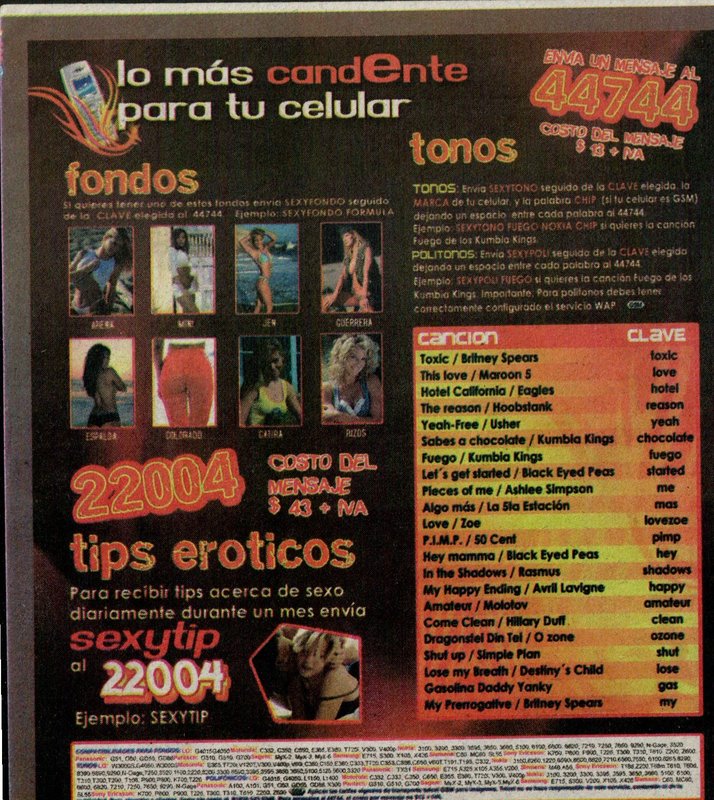 lo más candente
para tu celular
ENVIA UN MENSAJE AL
44744
COSTO DEL MENSAJE
$ 13 + IVA
fondos
Si quieres tener uno de estos fondos envia SEXYFONDO seguido
de la CLAVE elegida al 44744. Ejemplo: SEXYFONDO FORMULA
ARENA MINI JEN GUERRERA
ESPALDA COLORADO CATIRA RIZOS
22004
COSTO DEL
MENSAJE
$ 43 + IVA
tips eroticos
Para recibir tips acerca de sexo
diariamente durante un mes envía
sexytip
al 22004
Ejemplo: SEXYTIP
tonos
TONOS: Envia SEXYTONO seguido de la CLAVE elegida, la
MARCA de tu celular, y la palabra CHIP (si tu celular es GSM)
dejando un espacio entre cada palabra al 44744.
Ejemplo: SEXYTONO FUEGO NOKIA CHIP si quieres la canción
Fuego de los Kumbia Kings.
POLITONOS: Envia SEXYPOLI seguido de la CLAVE elegida
dejando un espacio entre cada palabra al 44744.
Ejemplo: SEXYPOLI FUEGO si quieres la canción Fuego de los
Kumbia Kings. Importante: Para politonos debes tener
correctamente configurado el servicio WAP.
CANCION CLAVE
Toxic / Britney Spears toxic
This love / Maroon 5 love
Hotel California / Eagles hotel
The reason / Hoobstank reason
Yeah-Free / Usher yeah
Sabes a chocolate / Kumbia Kings chocolate
Fuego / Kumbia Kings fuego
Let´s get started / Black Eyed Peas started
Pieces of me / Ashlee Simpson me
Algo más / La 5ta Estación mas
Love / Zoe lovezoe
P.I.M.P. / 50 Cent pimp
Hey mamma / Black Eyed Peas hey
In the Shadows / Rasmus shadows
My Happy Ending / Avril Lavigne happy
Amateur / Molotov amateur
Come Clean / Hillary Duff clean
Dragonstei Din Tei / O zone ozone
Shut up / Simple Plan shut
Lose my Breath / Destiny´s Child lose
Gasolina Daddy Yanky gas
My Prerrogative / Britney Spears my